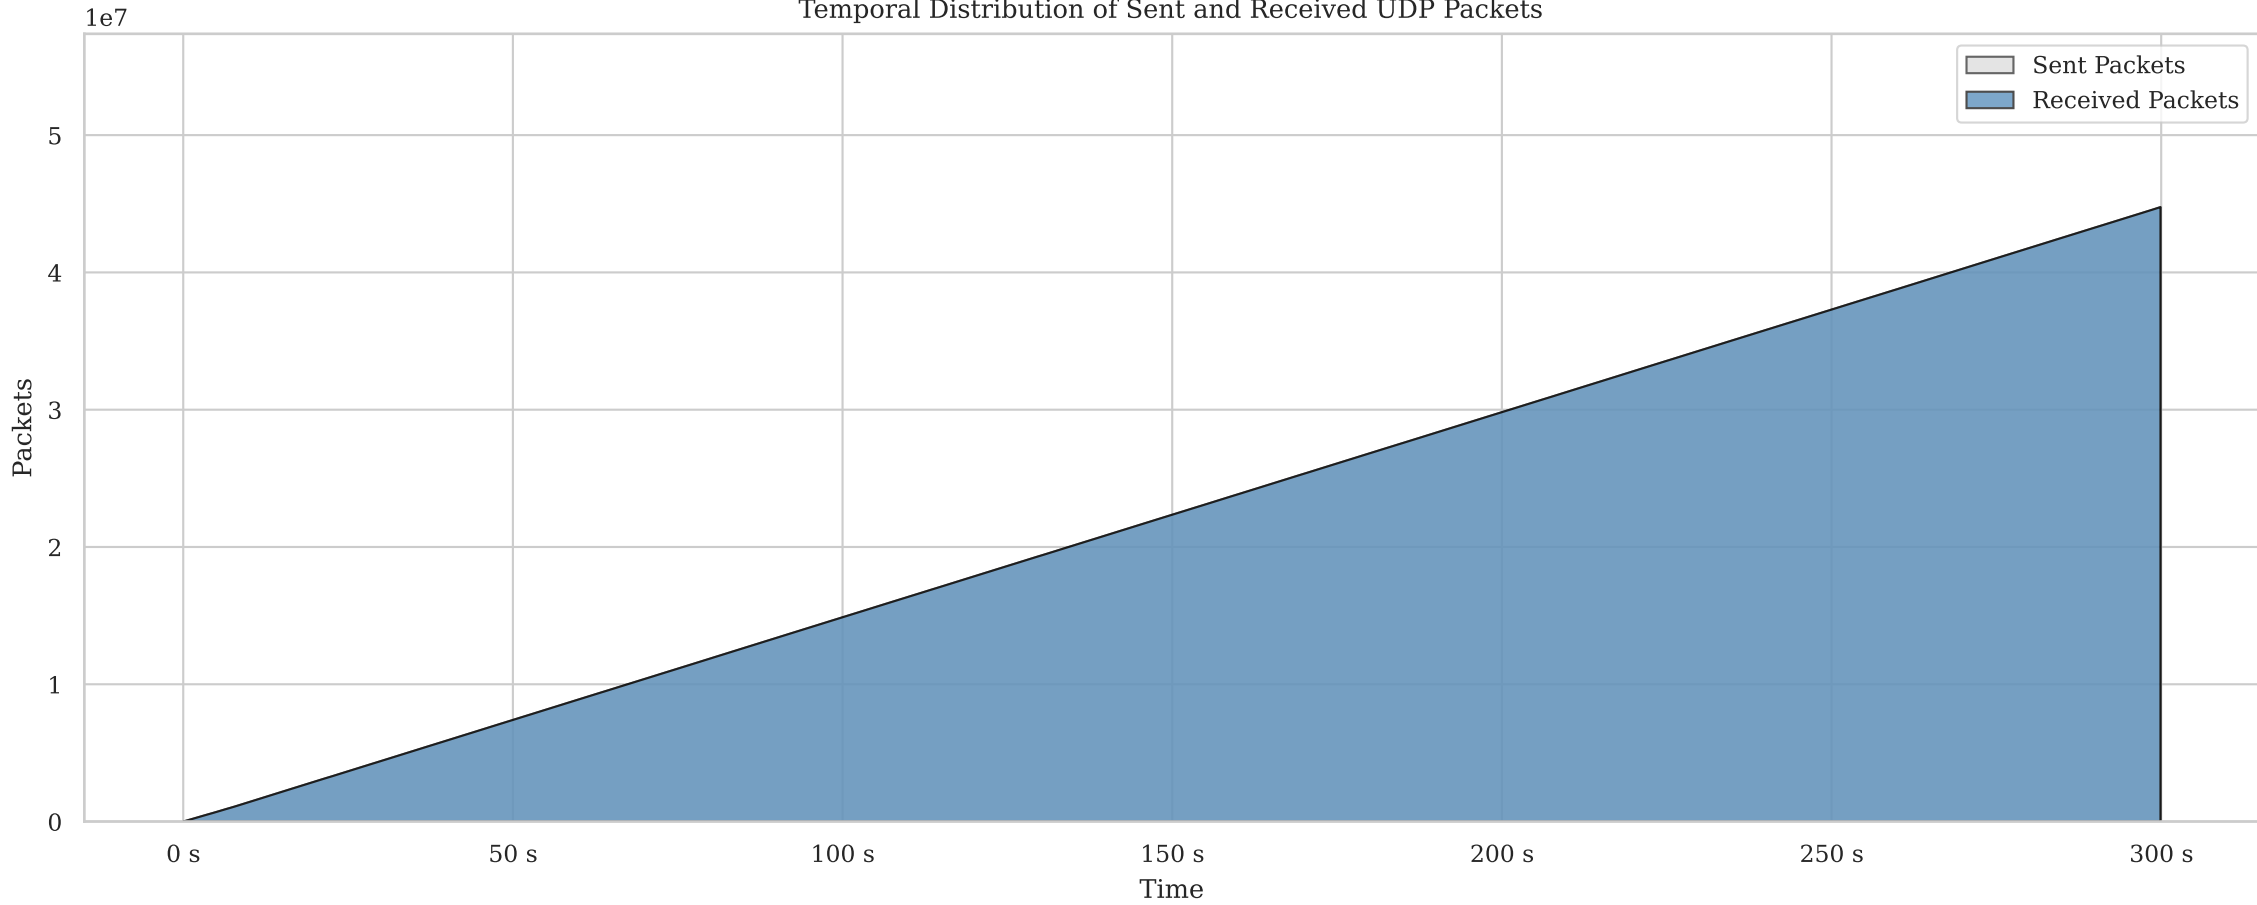 Temporal Distribution of Sent and Received UDP Packets
1e7
Sent Packets
Received Packets
5
4
3
2
1
0
Packets
0 s
50 s
100 s
150 s
200 s
250 s
300 s
Time